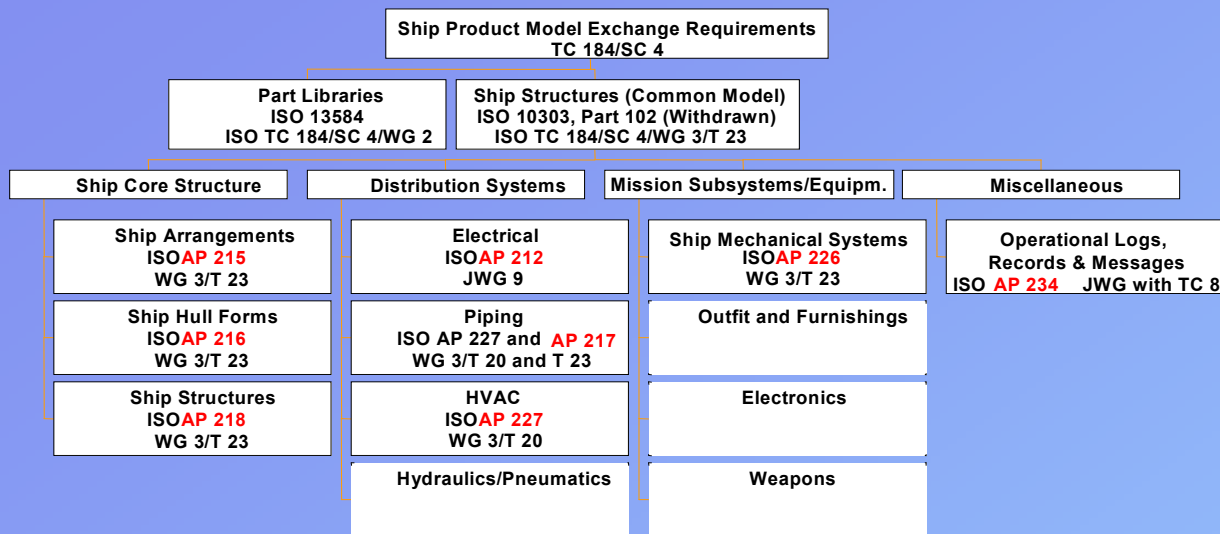 Ship Product Model Exchange Requirements
TC 184/SC 4
Part Libraries
ISO 13584
ISO TC 184/SC 4/WG 2
Ship Structures (Common Model)
ISO 10303, Part 102 (Withdrawn)
ISO TC 184/SC 4/WG 3/T 23
Ship Core Structure
Distribution Systems
Mission Subsystems/Equipm.
Miscellaneous
Ship Arrangements
ISOAP 215
WG 3/T 23
Ship Hull Forms
ISOAP 216
WG 3/T 23
Ship Structures
ISOAP 218
WG 3/T 23
Electrical
ISOAP 212
JWG 9
Piping
ISO AP 227 and AP 217
WG 3/T 20 and T 23
HVAC
ISOAP 227
WG 3/T 20
Hydraulics/Pneumatics
Ship Mechanical Systems
ISOAP 226
WG 3/T 23
Outfit and Furnishings
Electronics
Weapons
Operational Logs,
Records & Messages
ISO AP 234 JWG with TC 8